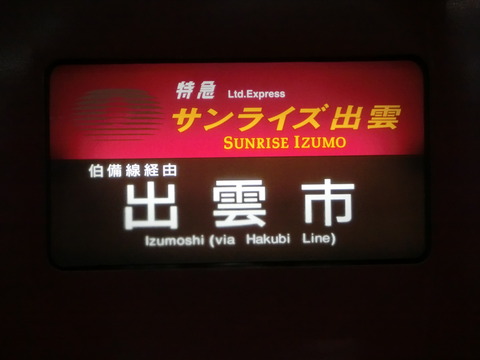 特急 Ltd.Express
サンライズ出雲
SUNRISE IZUMO
伯備線経由
出雲市
Izumoshi (via Hakubi Line)